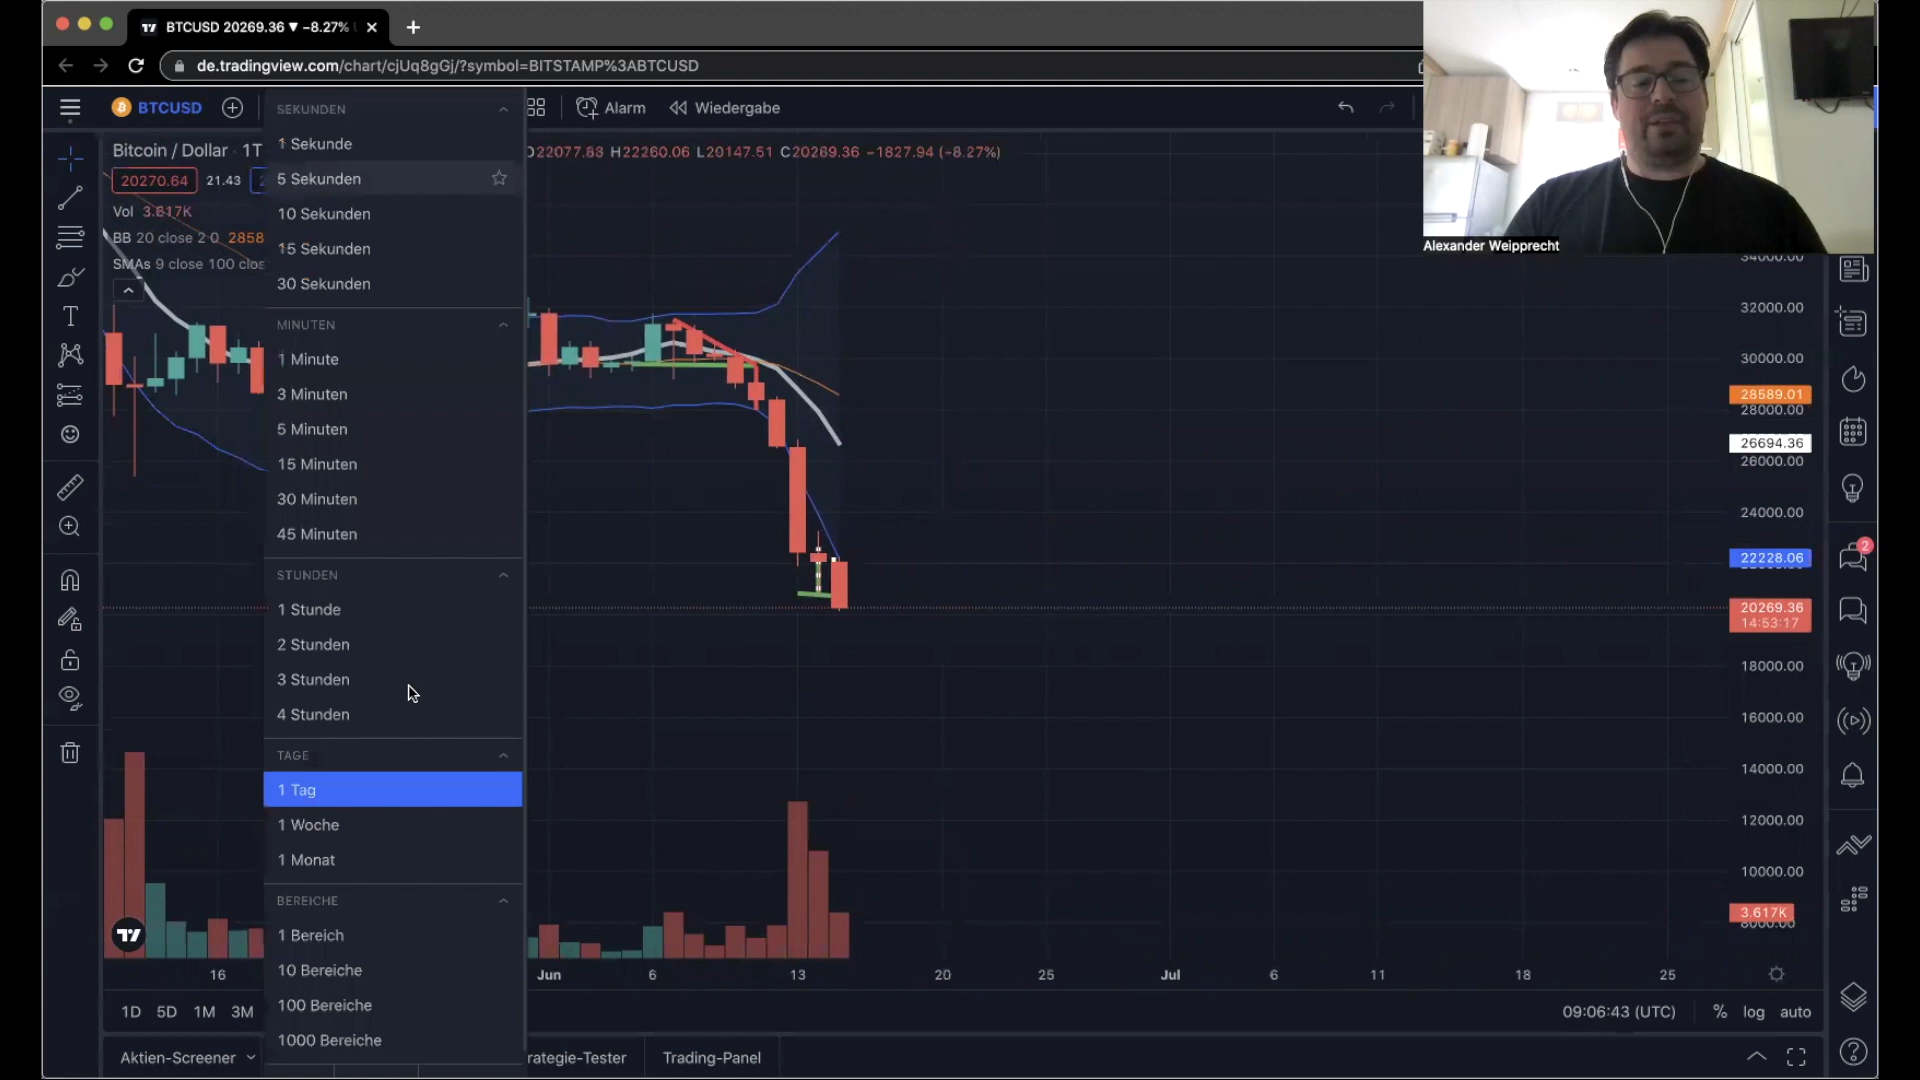 BTCUSD 20269.36 ▼ −8.27%
de.tradingview.com/chart/cjUq8gGj/?symbol=BITSTAMP%3ABTCUSD
BTCUSD
Alarm
Wiedergabe
Bitcoin / Dollar · 1T
O22077.83 H22260.06 L20147.51 C20269.36 −1827.94 (−8.27%)
20270.64
21.43
Vol 3.617K
BB 20 close 2 0 2858
SMAs 9 close 100 clos
SEKUNDEN
1 Sekunde
5 Sekunden
10 Sekunden
15 Sekunden
30 Sekunden
MINUTEN
1 Minute
3 Minuten
5 Minuten
15 Minuten
30 Minuten
45 Minuten
STUNDEN
1 Stunde
2 Stunden
3 Stunden
4 Stunden
TAGE
1 Tag
1 Woche
1 Monat
BEREICHE
1 Bereich
10 Bereiche
100 Bereiche
1000 Bereiche
Alexander Weipprecht
34000.00
32000.00
30000.00
28589.01
28000.00
26694.36
26000.00
24000.00
22228.06
20269.36
14:53:17
18000.00
16000.00
14000.00
12000.00
10000.00
3.617K
8000.00
2
16
Jun
6
13
20
25
Jul
6
11
18
25
1D 5D 1M 3M
09:06:43 (UTC)
% log auto
Aktien-Screener
rategie-Tester
Trading-Panel